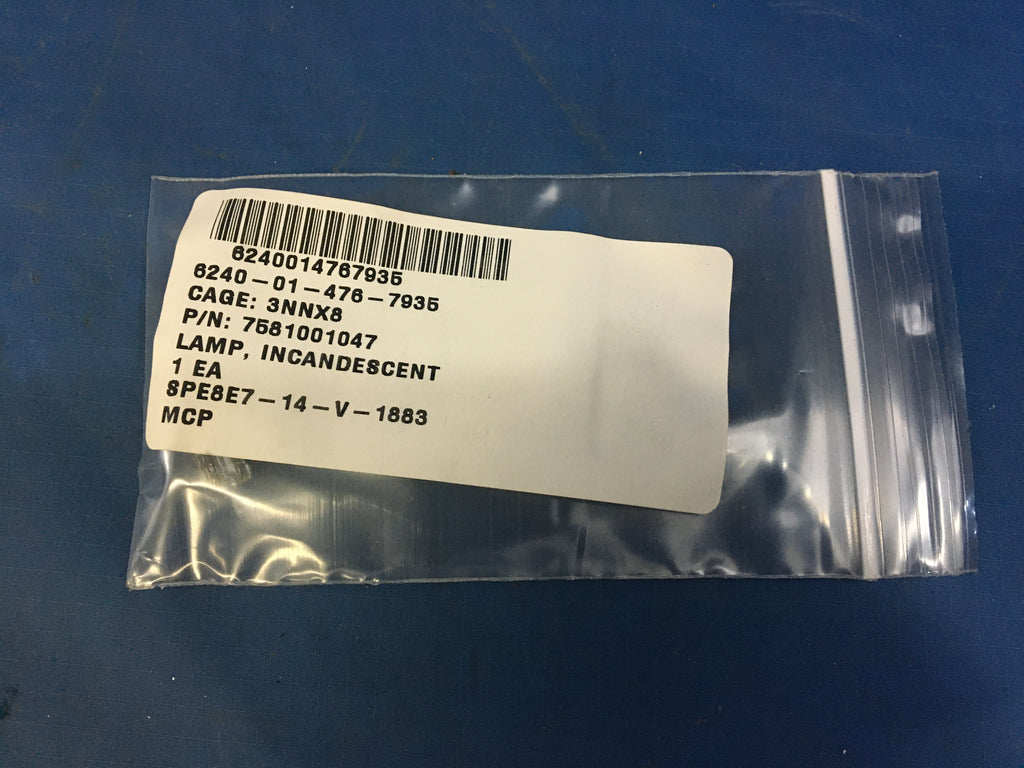 6240014767935
6240-01-476-7935
CAGE: 3NNX8
P/N: 7581001047
LAMP, INCANDESCENT
1 EA
SPE8E7-14-V-1883
MCP